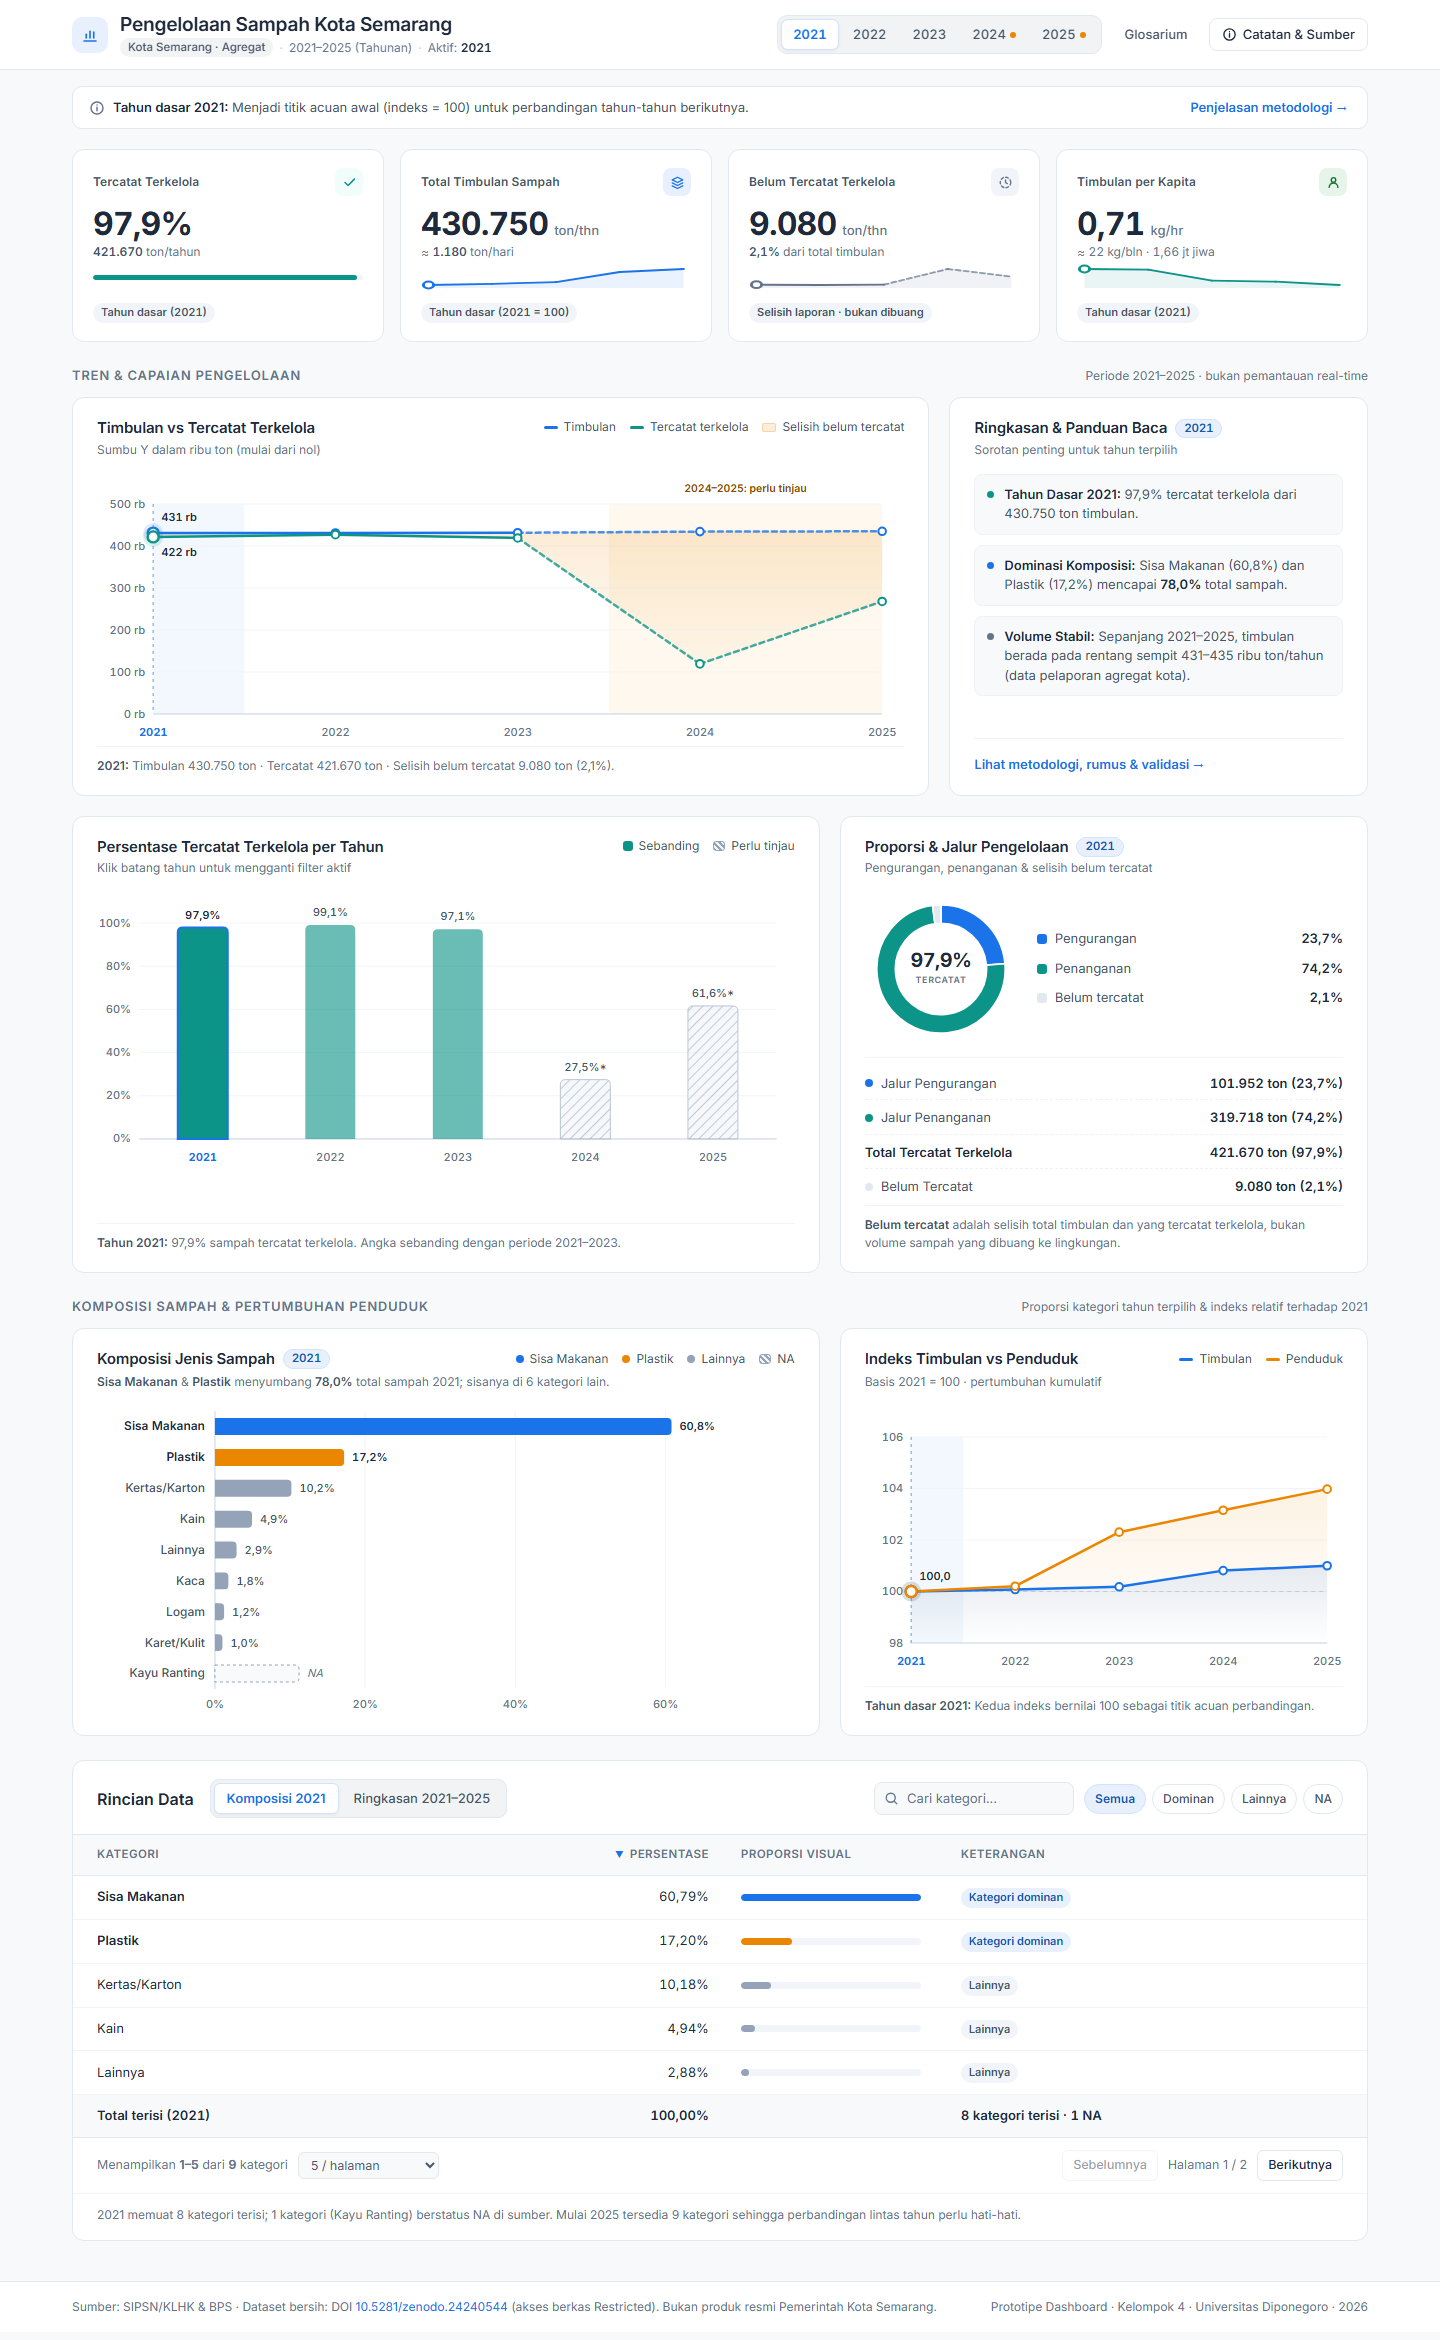 Pengelolaan Sampah Kota Semarang
Kota Semarang · Agregat · 2021–2025 (Tahunan) · Aktif: 2021
2021 2022 2023 2024 2025 Glosarium Catatan & Sumber
Tahun dasar 2021: Menjadi titik acuan awal (indeks = 100) untuk perbandingan tahun-tahun berikutnya. Penjelasan metodologi →
Tercatat Terkelola
97,9%
421.670 ton/tahun
Tahun dasar (2021)
Total Timbulan Sampah
430.750 ton/thn
≈ 1.180 ton/hari
Tahun dasar (2021 = 100)
Belum Tercatat Terkelola
9.080 ton/thn
2,1% dari total timbulan
Selisih laporan · bukan dibuang
Timbulan per Kapita
0,71 kg/hr
≈ 22 kg/bln · 1,66 jt jiwa
Tahun dasar (2021)
TREN & CAPAIAN PENGELOLAAN Periode 2021–2025 · bukan pemantauan real-time
Timbulan vs Tercatat Terkelola
Timbulan Tercatat terkelola Selisih belum tercatat
Sumbu Y dalam ribu ton (mulai dari nol)
2024–2025: perlu tinjau
500 rb
431 rb
400 rb
422 rb
300 rb
200 rb
100 rb
0 rb
2021 2022 2023 2024 2025
2021: Timbulan 430.750 ton · Tercatat 421.670 ton · Selisih belum tercatat 9.080 ton (2,1%).
Ringkasan & Panduan Baca 2021
Sorotan penting untuk tahun terpilih
Tahun Dasar 2021: 97,9% tercatat terkelola dari
430.750 ton timbulan.
Dominasi Komposisi: Sisa Makanan (60,8%) dan
Plastik (17,2%) mencapai 78,0% total sampah.
Volume Stabil: Sepanjang 2021–2025, timbulan
berada pada rentang sempit 431–435 ribu ton/tahun
(data pelaporan agregat kota).
Lihat metodologi, rumus & validasi →
Persentase Tercatat Terkelola per Tahun
Sebanding Perlu tinjau
Klik batang tahun untuk mengganti filter aktif
100% 80% 60% 40% 20% 0%
97,9% 99,1% 97,1% 27,5%* 61,6%*
2021 2022 2023 2024 2025
Tahun 2021: 97,9% sampah tercatat terkelola. Angka sebanding dengan periode 2021–2023.
Proporsi & Jalur Pengelolaan 2021
Pengurangan, penanganan & selisih belum tercatat
97,9%
TERCATAT
Pengurangan 23,7%
Penanganan 74,2%
Belum tercatat 2,1%
Jalur Pengurangan 101.952 ton (23,7%)
Jalur Penanganan 319.718 ton (74,2%)
Total Tercatat Terkelola 421.670 ton (97,9%)
Belum Tercatat 9.080 ton (2,1%)
Belum tercatat adalah selisih total timbulan dan yang tercatat terkelola, bukan
volume sampah yang dibuang ke lingkungan.
KOMPOSISI SAMPAH & PERTUMBUHAN PENDUDUK Proporsi kategori tahun terpilih & indeks relatif terhadap 2021
Komposisi Jenis Sampah 2021
Sisa Makanan Plastik Lainnya NA
Sisa Makanan & Plastik menyumbang 78,0% total sampah 2021; sisanya di 6 kategori lain.
Sisa Makanan 60,8%
Plastik 17,2%
Kertas/Karton 10,2%
Kain 4,9%
Lainnya 2,9%
Kaca 1,8%
Logam 1,2%
Karet/Kulit 1,0%
Kayu Ranting NA
0% 20% 40% 60%
Indeks Timbulan vs Penduduk
Timbulan Penduduk
Basis 2021 = 100 · pertumbuhan kumulatif
106
104
102
100,0
100
98
2021 2022 2023 2024 2025
Tahun dasar 2021: Kedua indeks bernilai 100 sebagai titik acuan perbandingan.
Rincian Data Komposisi 2021 Ringkasan 2021–2025 Cari kategori... Semua Dominan Lainnya NA
KATEGORI ▼ PERSENTASE PROPORSI VISUAL KETERANGAN
Sisa Makanan 60,79% Kategori dominan
Plastik 17,20% Kategori dominan
Kertas/Karton 10,18% Lainnya
Kain 4,94% Lainnya
Lainnya 2,88% Lainnya
Total terisi (2021) 100,00% 8 kategori terisi · 1 NA
Menampilkan 1–5 dari 9 kategori 5 / halaman Sebelumnya Halaman 1 / 2 Berikutnya
2021 memuat 8 kategori terisi; 1 kategori (Kayu Ranting) berstatus NA di sumber. Mulai 2025 tersedia 9 kategori sehingga perbandingan lintas tahun perlu hati-hati.
Sumber: SIPSN/KLHK & BPS · Dataset bersih: DOI 10.5281/zenodo.24240544 (akses berkas Restricted). Bukan produk resmi Pemerintah Kota Semarang. Prototipe Dashboard · Kelompok 4 · Universitas Diponegoro · 2026